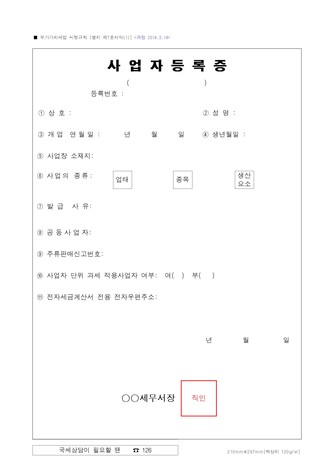 ■ 부가가치세법 시행규칙 [별지 제7호서식(1)] <개정 2014.3.14>
사 업 자 등 록 증
( )
등록번호 :
① 상 호 : ② 성 명 :
③ 개 업 연 월 일 : 년 월 일 ④ 생년월일 :
⑤ 사업장 소재지:
⑥ 사업의 종류: 업태 종목 생산
요소
⑦ 발 급 사 유:
⑧ 공 동 사 업 자:
⑨ 주류판매신고번호:
⑩ 사업자 단위 과세 적용사업자 여부: 여( ) 부( )
⑪ 전자세금계산서 전용 전자우편주소:
년 월 일
○○세무서장 직인
국세상담이 필요할 땐 ☎ 126
210mm×297mm[백상지 120g/㎡]